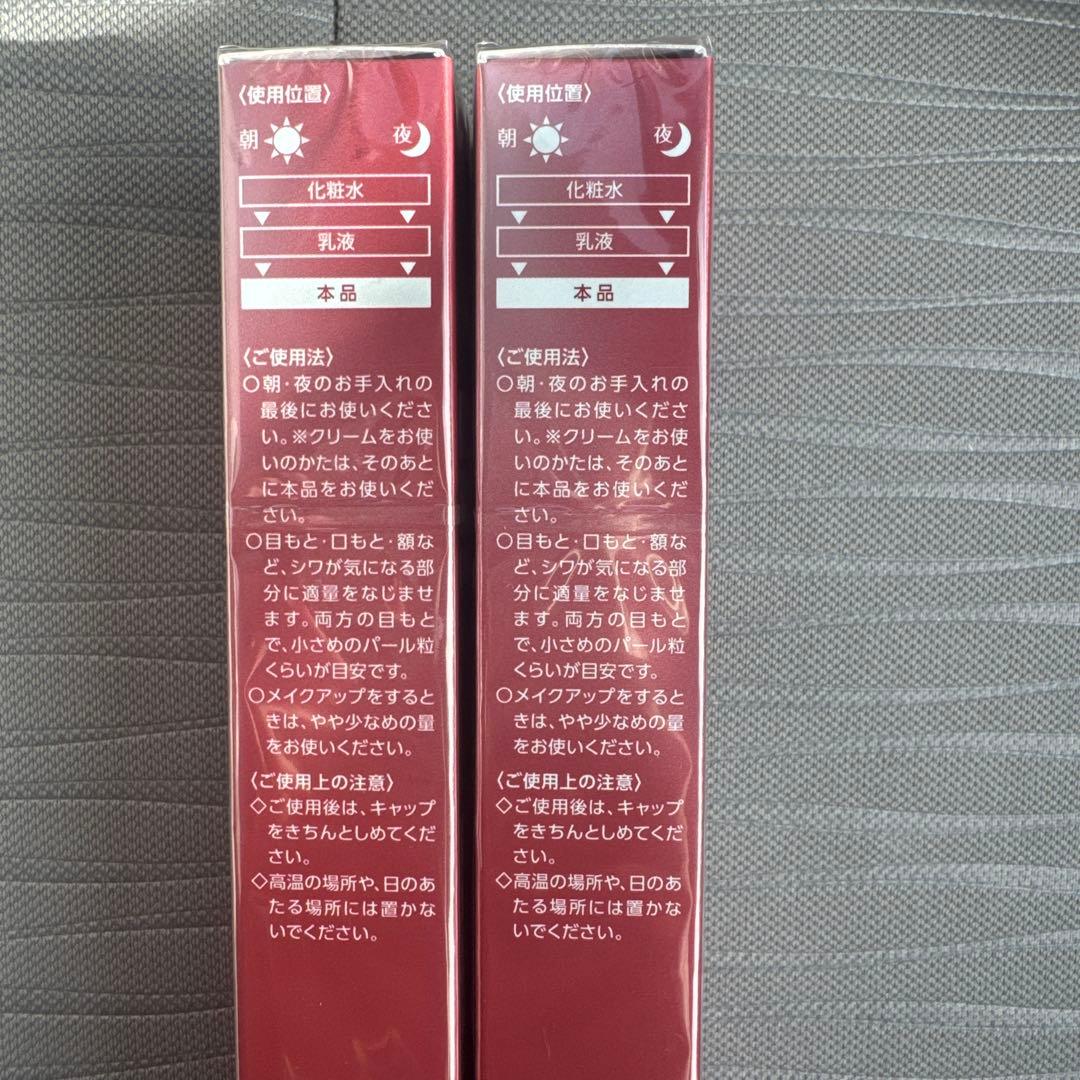 〈使用位置〉
朝 夜
化粧水
乳液
本品
〈ご使用法〉
○朝・夜のお手入れの
最後にお使いくださ
い。※クリームをお使
いのかたは、そのあと
に本品をお使いくだ
さい。
○目もと・口もと・額な
ど、シワが気になる部
分に適量をなじませ
ます。両方の目もと
で、小さめのパール粒
くらいが目安です。
○メイクアップをすると
きは、やや少なめの量
をお使いください。
〈ご使用上の注意〉
◇ご使用後は、キャップ
をきちんとしめてくだ
さい。
◇高温の場所や、日のあ
たる場所には置かな
いでください。
〈使用位置〉
朝 夜
化粧水
乳液
本品
〈ご使用法〉
○朝・夜のお手入れの
最後にお使いくださ
い。※クリームをお使
いのかたは、そのあと
に本品をお使いくだ
さい。
○目もと・口もと・額な
ど、シワが気になる部
分に適量をなじませ
ます。両方の目もと
で、小さめのパール粒
くらいが目安です。
○メイクアップをすると
きは、やや少なめの量
をお使いください。
〈ご使用上の注意〉
◇ご使用後は、キャップ
をきちんとしめてくだ
さい。
◇高温の場所や、日のあ
たる場所には置かな
いでください。